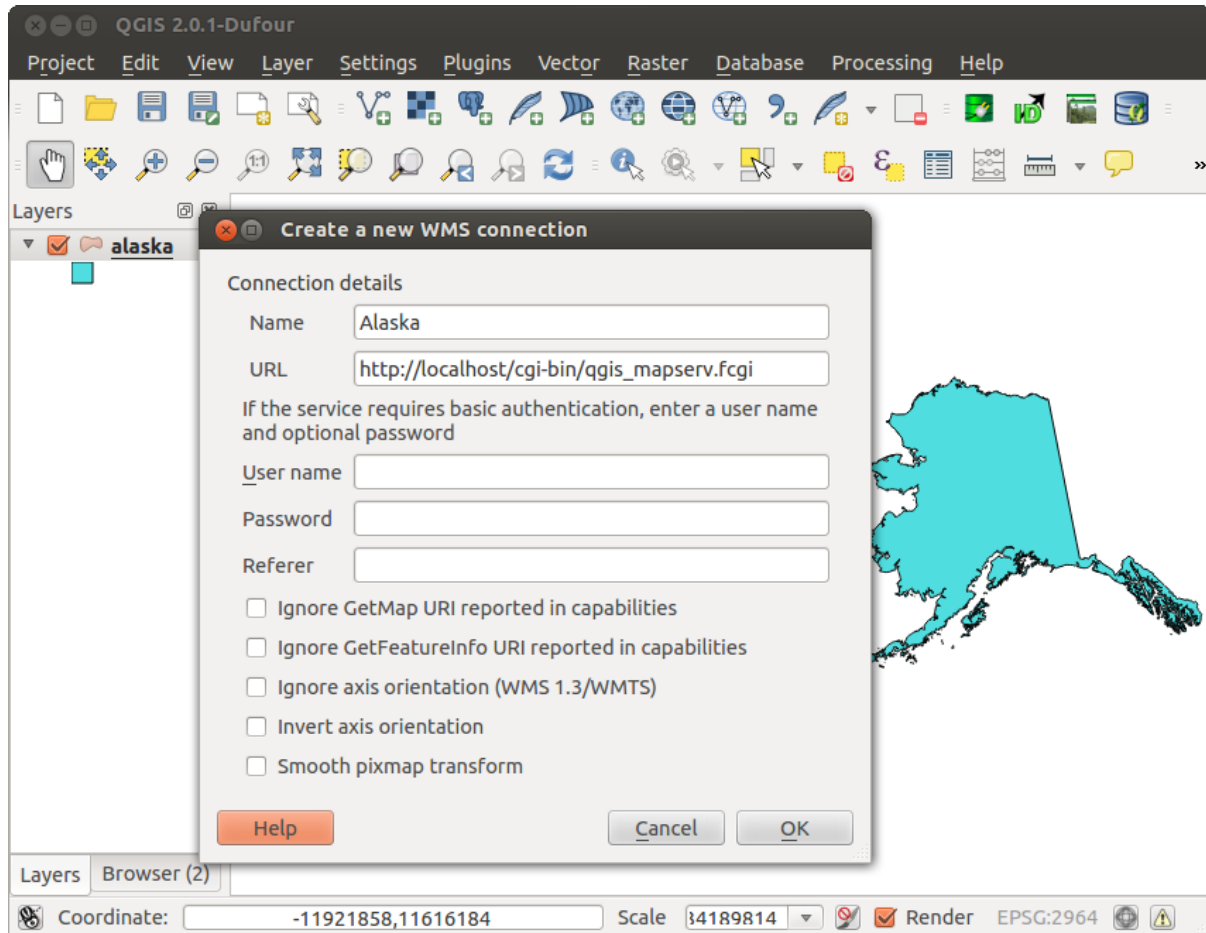 QGIS 2.0.1-Dufour
Project Edit View Layer Settings Plugins Vector Raster Database Processing Help
1:1
Layers
alaska
Create a new WMS connection
Connection details
Name Alaska
URL http://localhost/cgi-bin/qgis_mapserv.fcgi
If the service requires basic authentication, enter a user name
and optional password
User name
Password
Referer
Ignore GetMap URI reported in capabilities
Ignore GetFeatureInfo URI reported in capabilities
Ignore axis orientation (WMS 1.3/WMTS)
Invert axis orientation
Smooth pixmap transform
Help Cancel OK
Layers Browser (2)
Coordinate: -11921858,11616184 Scale 34189814 Render EPSG:2964